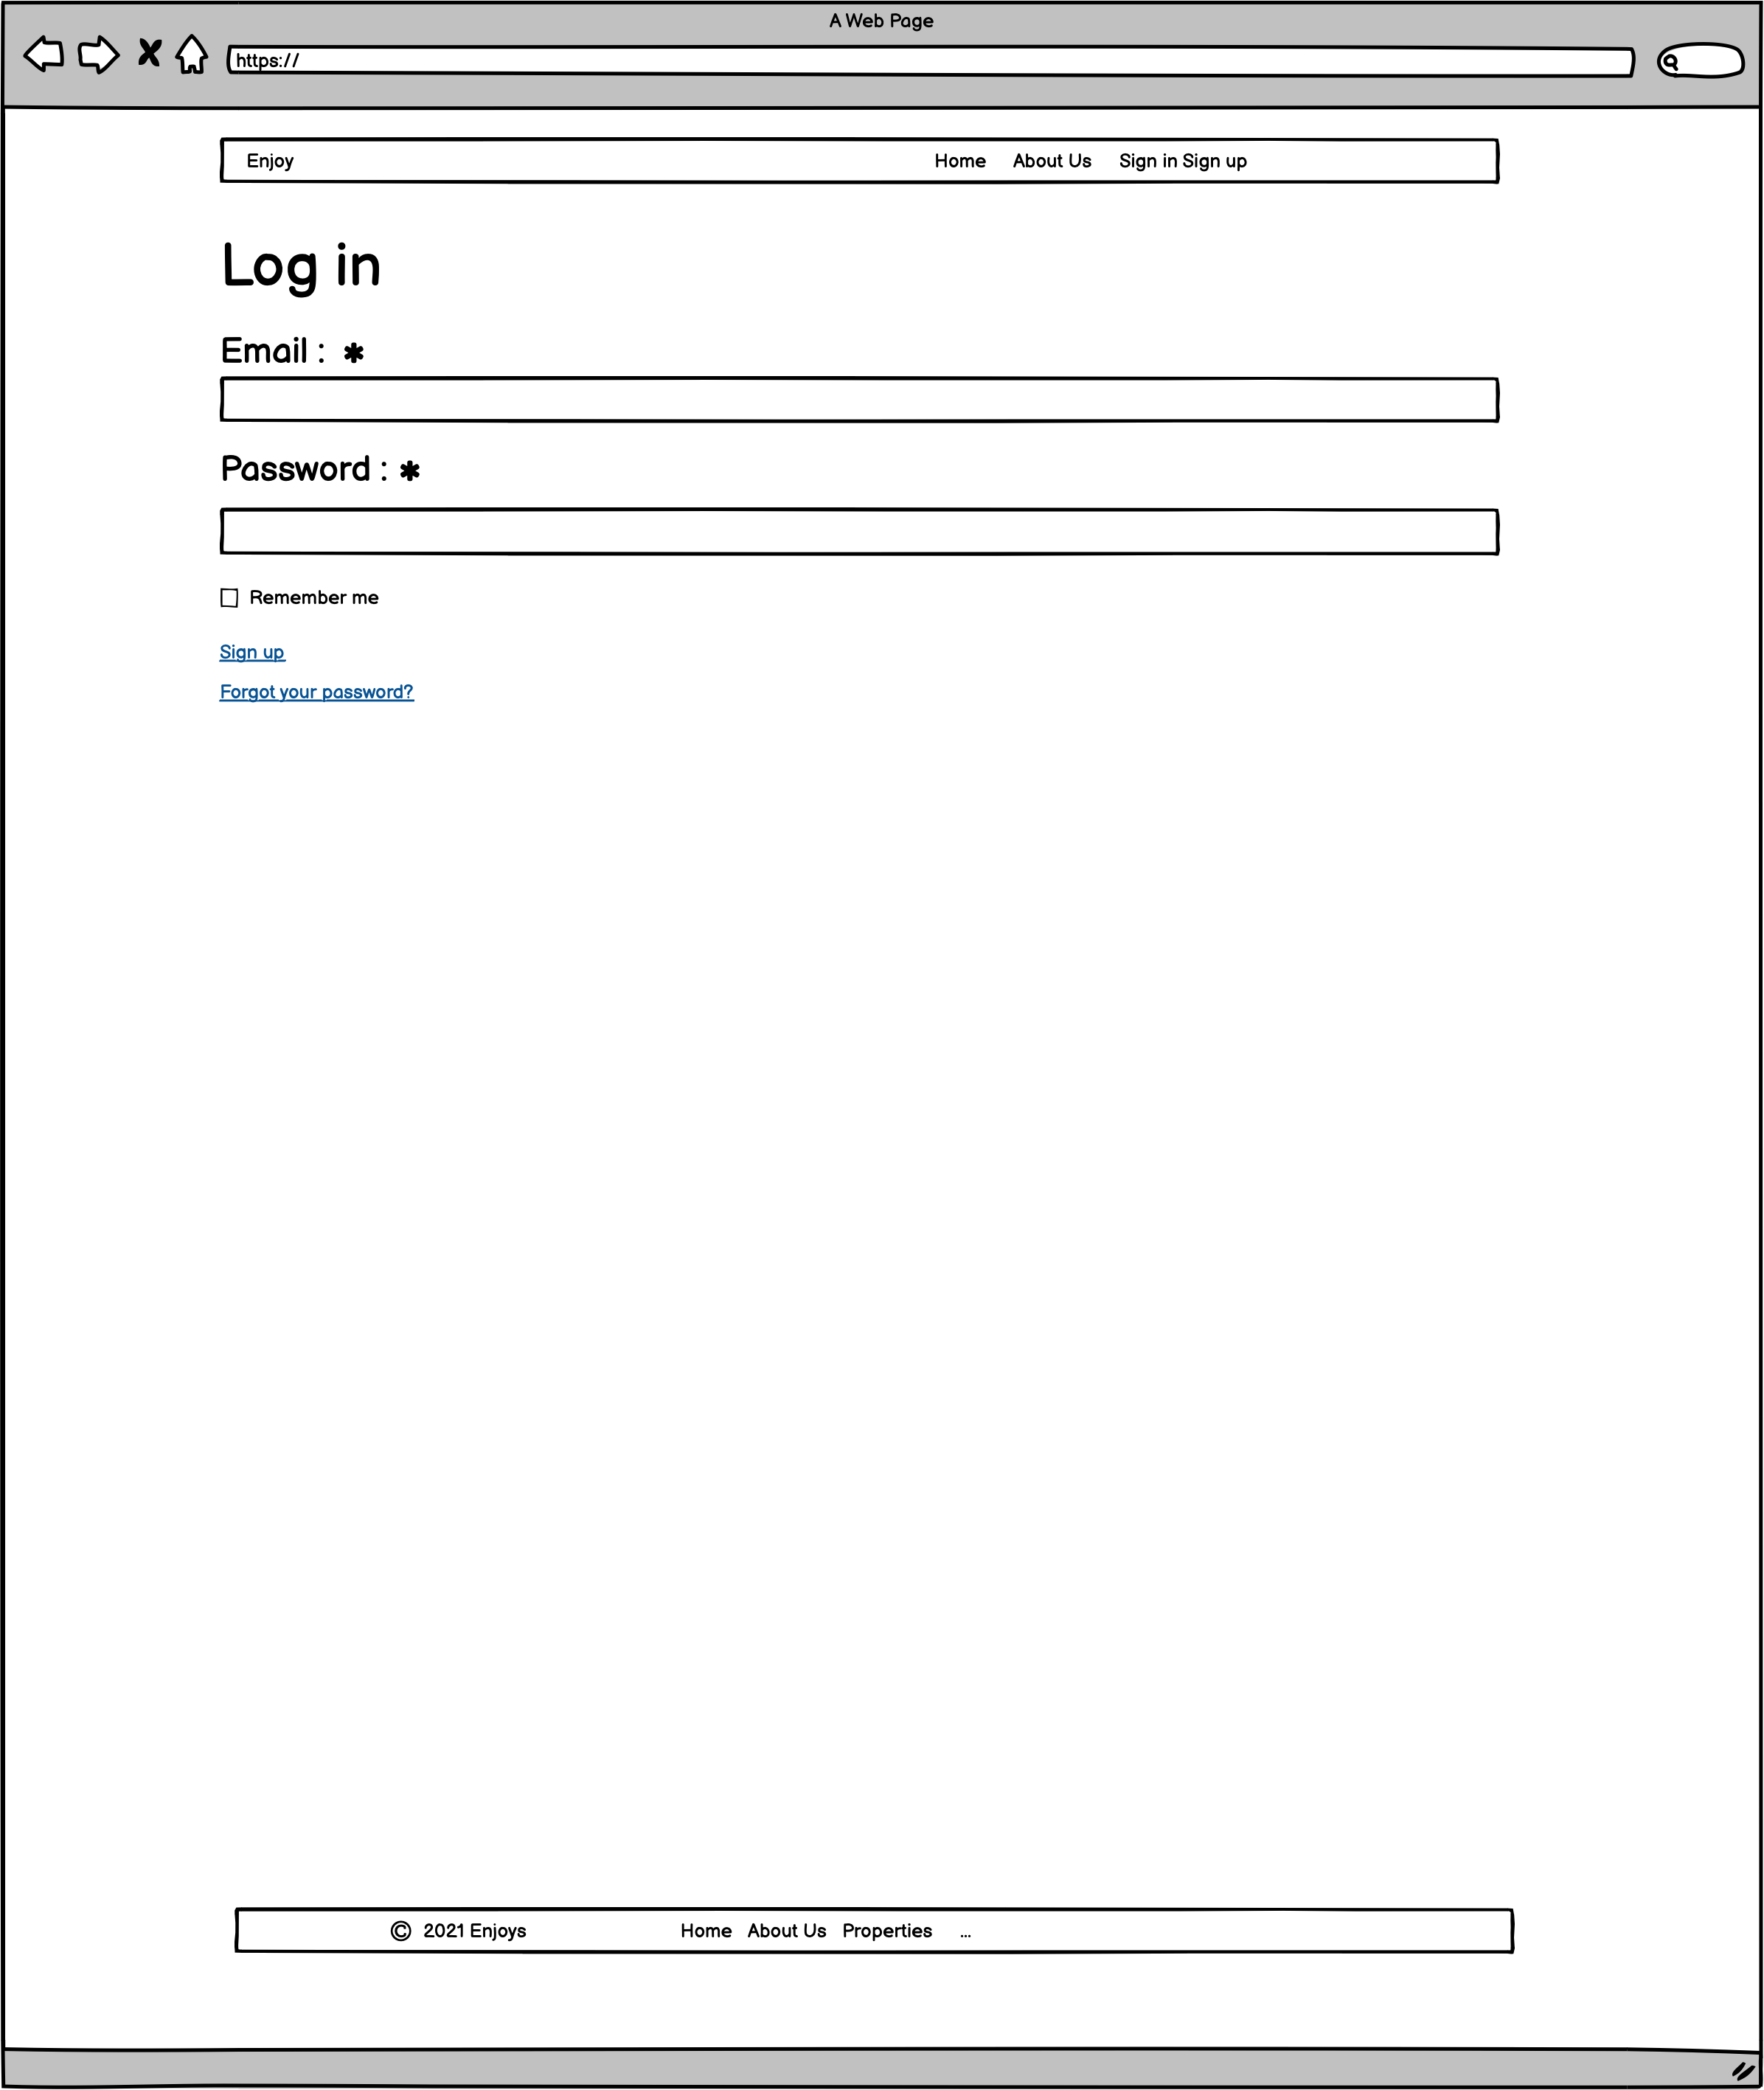 A Web Page
https://
Enjoy Home About Us Sign in Sign up
Log in
Email : *
Password : *
Remember me
Sign up
Forgot your password?
© 2021 Enjoys Home About Us Properties ...